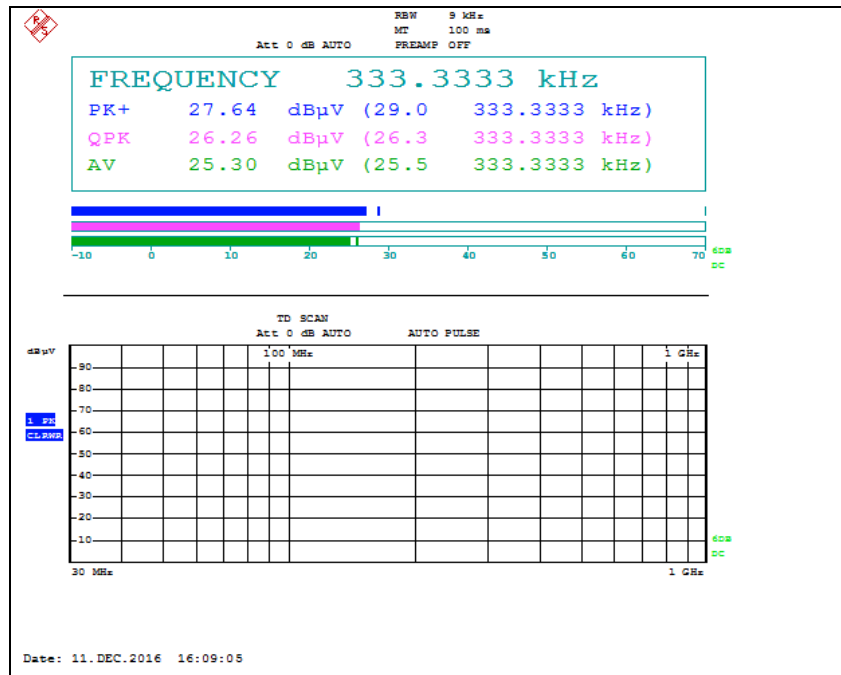 RBW 9 kHz
MT 100 ms
Att 0 dB AUTO PREAMP OFF
FREQUENCY 333.3333 kHz
PK+ 27.64 dBµV (29.0 333.3333 kHz)
QPK 26.26 dBµV (26.3 333.3333 kHz)
AV 25.30 dBµV (25.5 333.3333 kHz)
-10 0 10 20 30 40 50 60 70
6DB
DC
TD SCAN
Att 0 dB AUTO AUTO PULSE
dBµV 100 MHz 1 GHz
90
80
70
1 PK
CLRWR
60
50
40
30
20
10
6DB
DC
30 MHz 1 GHz
Date: 11.DEC.2016 16:09:05